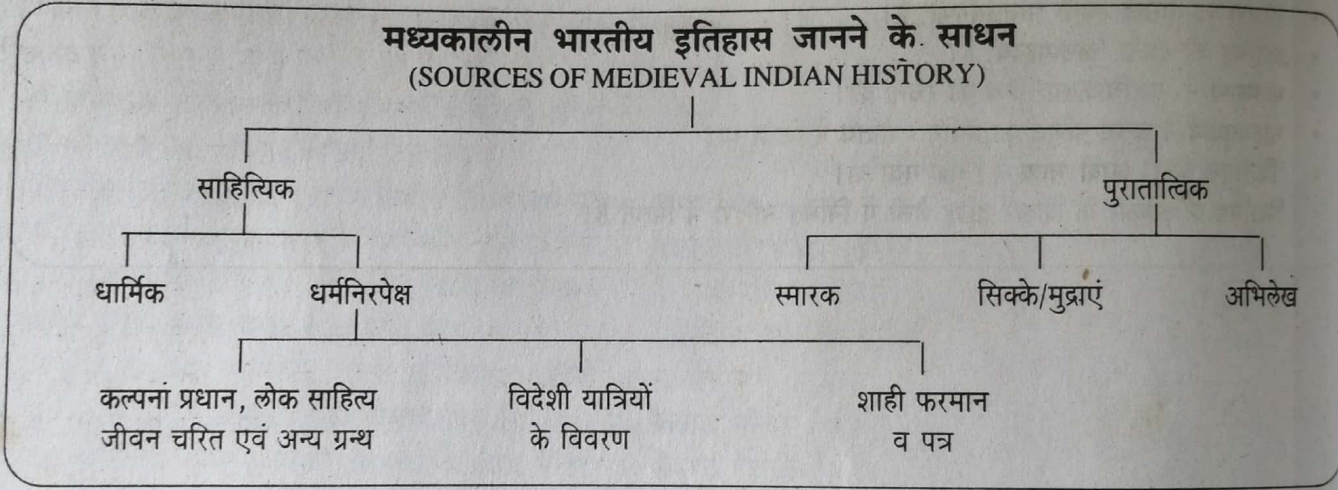 मध्यकालीन भारतीय इतिहास जानने के साधन
(SOURCES OF MEDIEVAL INDIAN HISTORY)
साहित्यिक
पुरातात्विक
धार्मिक
धर्मनिरपेक्ष
स्मारक
सिक्के/मुद्राएं
अभिलेख
कल्पना प्रधान, लोक साहित्य
जीवन चरित एवं अन्य ग्रन्थ
विदेशी यात्रियों
के विवरण
शाही फरमान
व पत्र